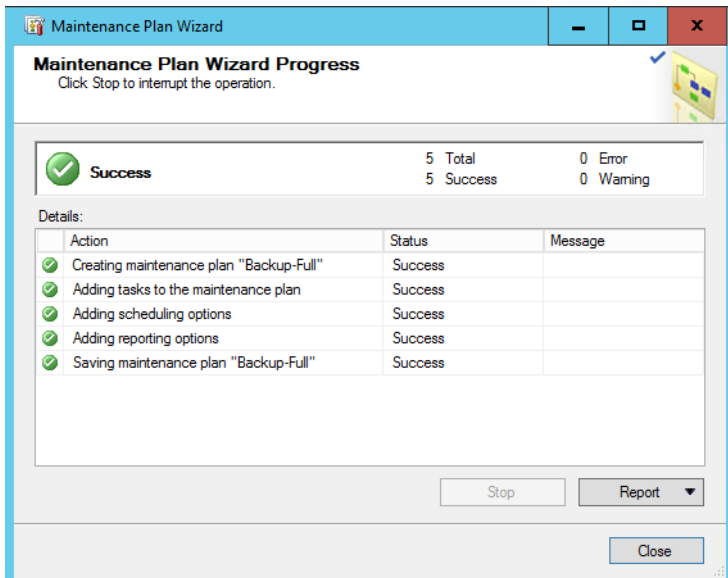 Maintenance Plan Wizard
Maintenance Plan Wizard Progress
Click Stop to interrupt the operation.
Success 5 Total 0 Error
5 Success 0 Warning
Details:
Action Status Message
Creating maintenance plan "Backup-Full" Success
Adding tasks to the maintenance plan Success
Adding scheduling options Success
Adding reporting options Success
Saving maintenance plan "Backup-Full" Success
Stop Report
Close